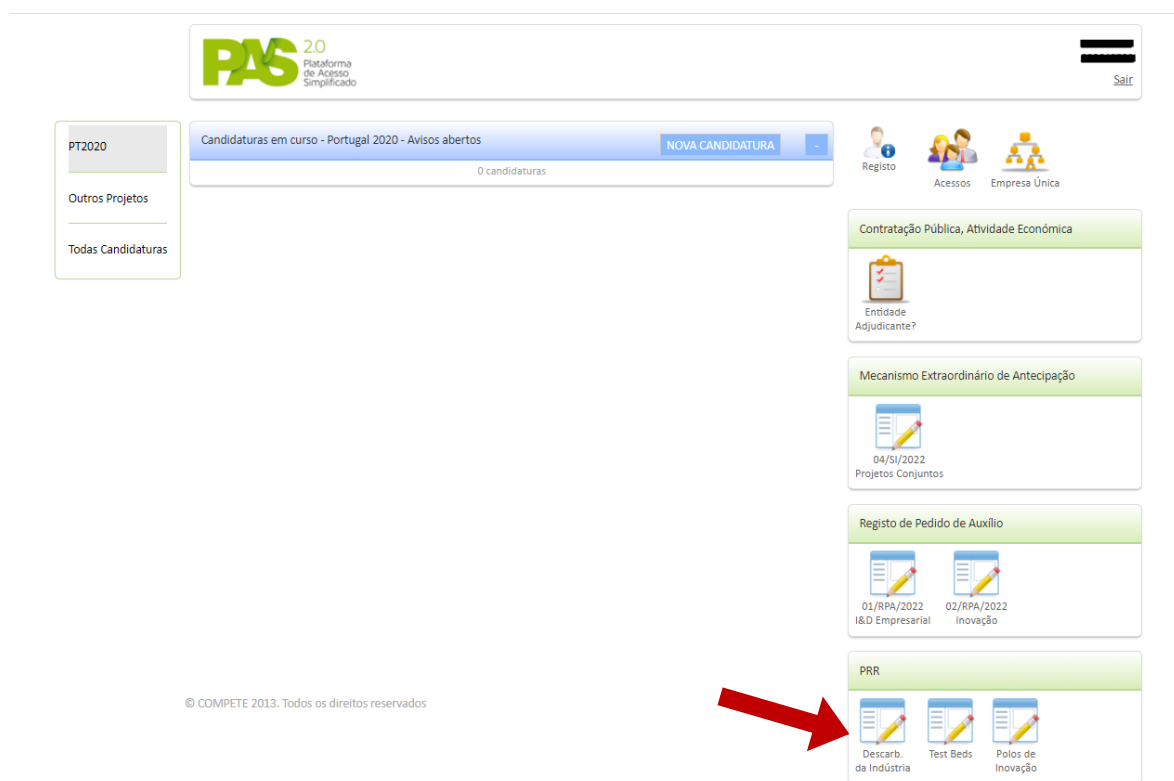 PAS 2.0
Plataforma
de Acesso
Simplificado
Sair
PT2020
Outros Projetos
Todas Candidaturas
Candidaturas em curso - Portugal 2020 - Avisos abertos
NOVA CANDIDATURA
-
0 candidaturas
Registo
Acessos
Empresa Única
Contratação Pública, Atividade Económica
Entidade
Adjudicante?
Mecanismo Extraordinário de Antecipação
04/SI/2022
Projetos Conjuntos
Registo de Pedido de Auxílio
01/RPA/2022
I&D Empresarial
02/RPA/2022
Inovação
PRR
Descarb.
da Indústria
Test Beds
Polos de
Inovação
© COMPETE 2013. Todos os direitos reservados